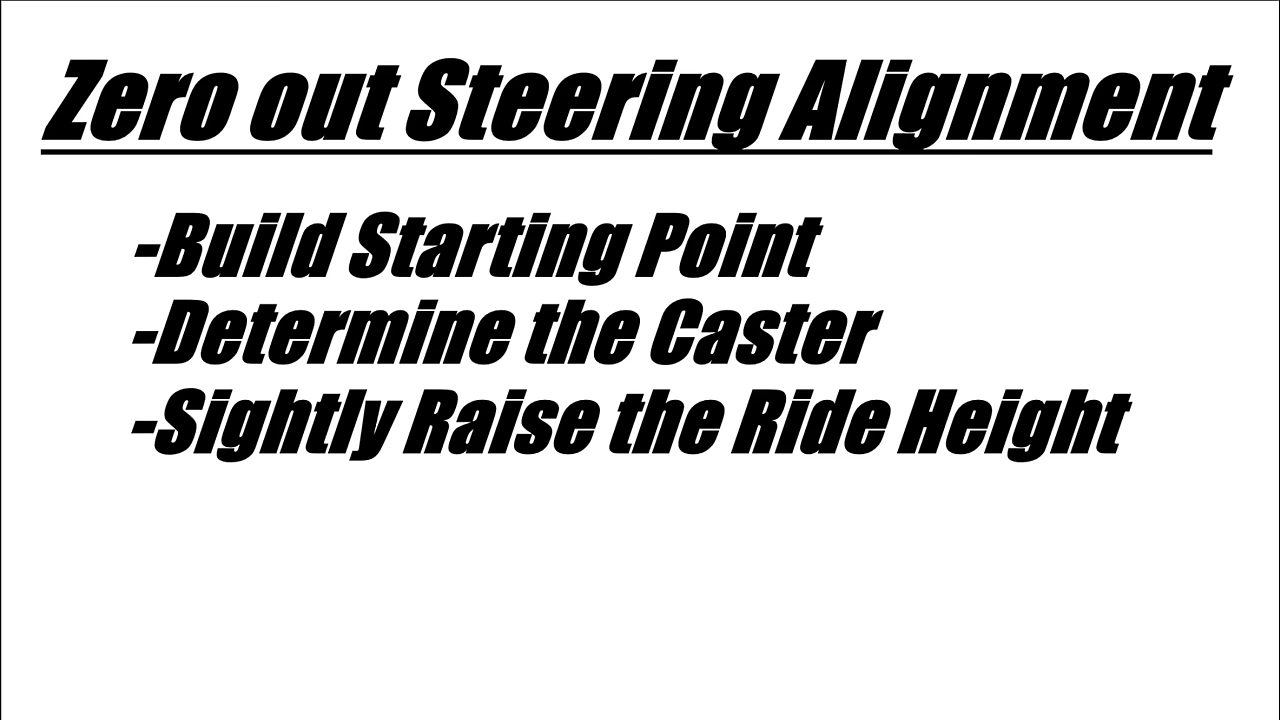 Zero out Steering Alignment
-Build Starting Point
-Determine the Caster
-Sightly Raise the Ride Height